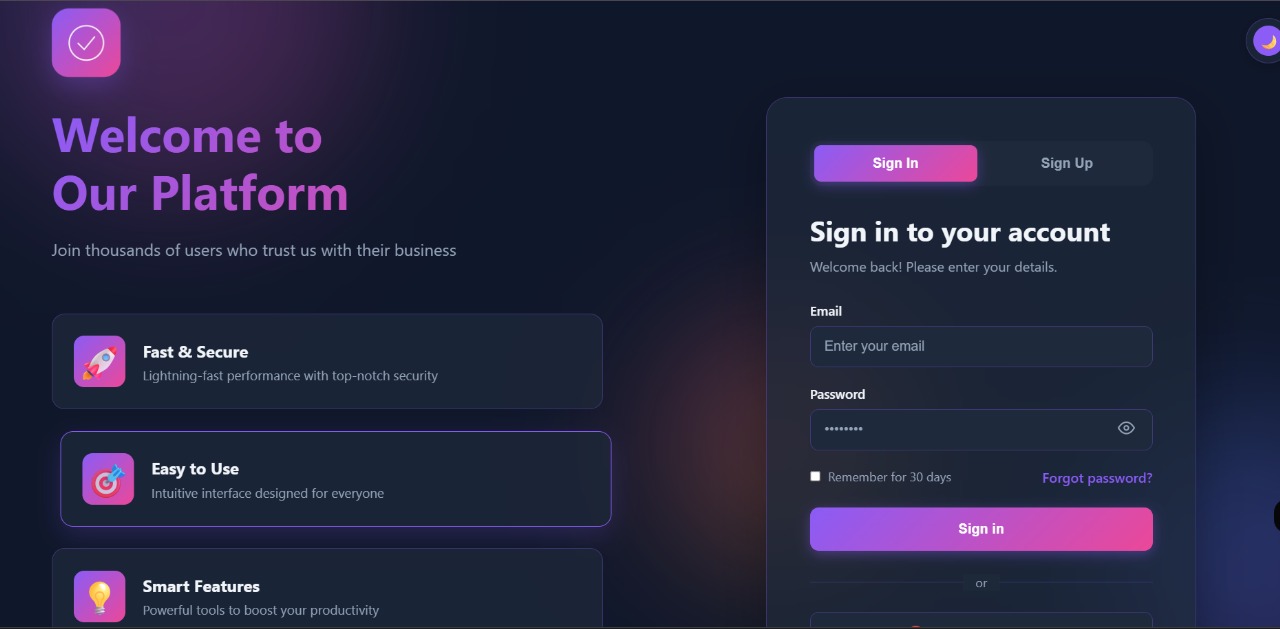 Welcome to
Our Platform
Join thousands of users who trust us with their business
Fast & Secure
Lightning-fast performance with top-notch security
Easy to Use
Intuitive interface designed for everyone
Smart Features
Powerful tools to boost your productivity
Sign In
Sign Up
Sign in to your account
Welcome back! Please enter your details.
Email
Enter your email
Password
••••••••
Remember for 30 days
Forgot password?
Sign in
or